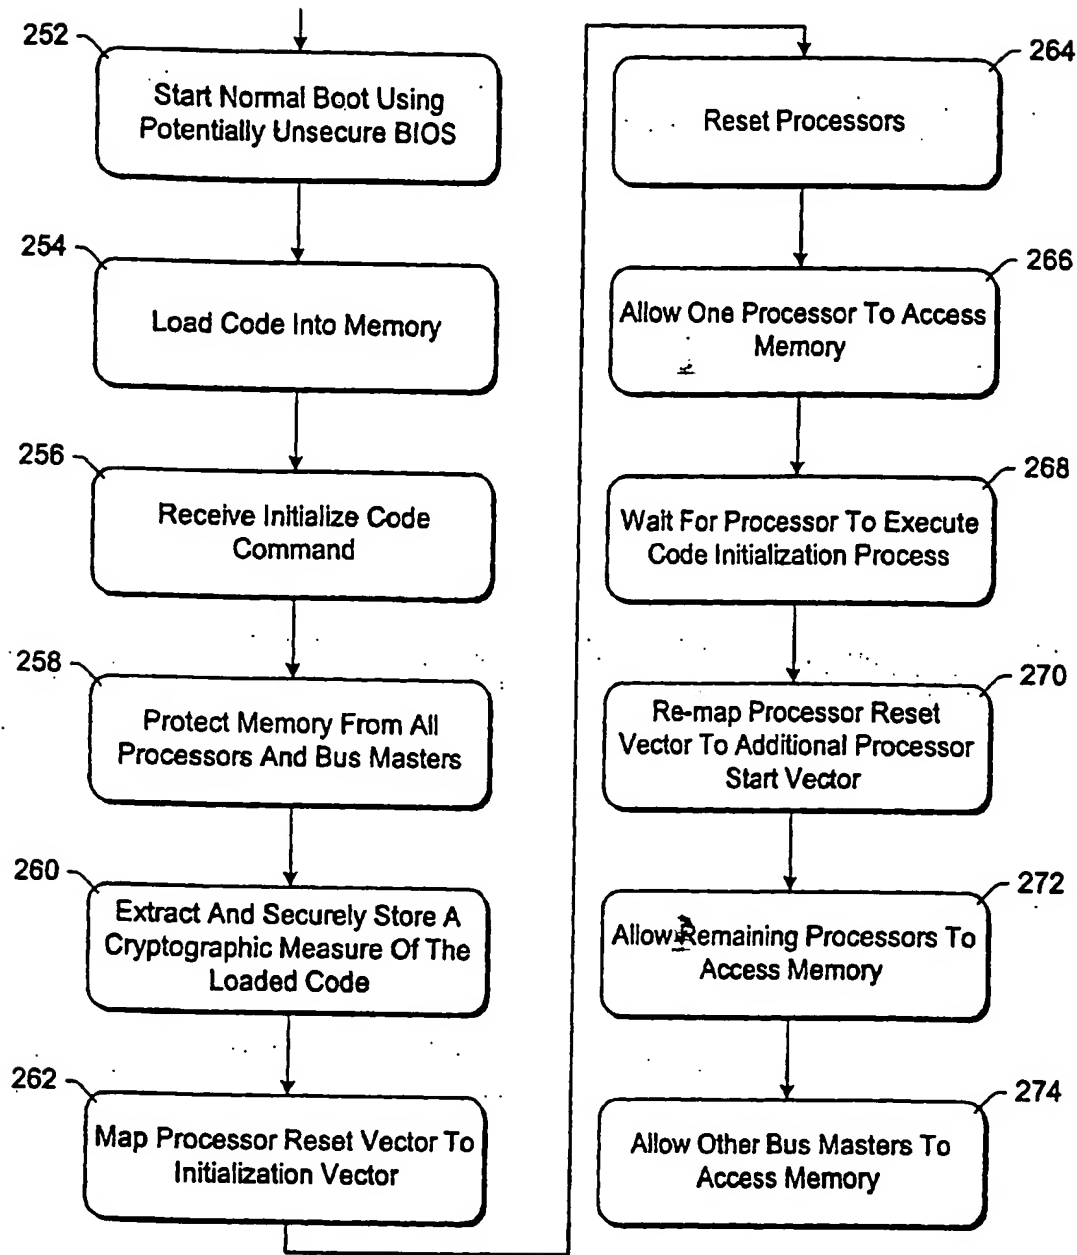 252
Start Normal Boot Using
Potentially Unsecure BIOS
254
Load Code Into Memory
256
Receive Initialize Code
Command
258
Protect Memory From All
Processors And Bus Masters
260
Extract And Securely Store A
Cryptographic Measure Of The
Loaded Code
262
Map Processor Reset Vector To
Initialization Vector
264
Reset Processors
266
Allow One Processor To Access
Memory
268
Wait For Processor To Execute
Code Initialization Process
270
Re-map Processor Reset
Vector To Additional Processor
Start Vector
272
Allow Remaining Processors To
Access Memory
274
Allow Other Bus Masters To
Access Memory